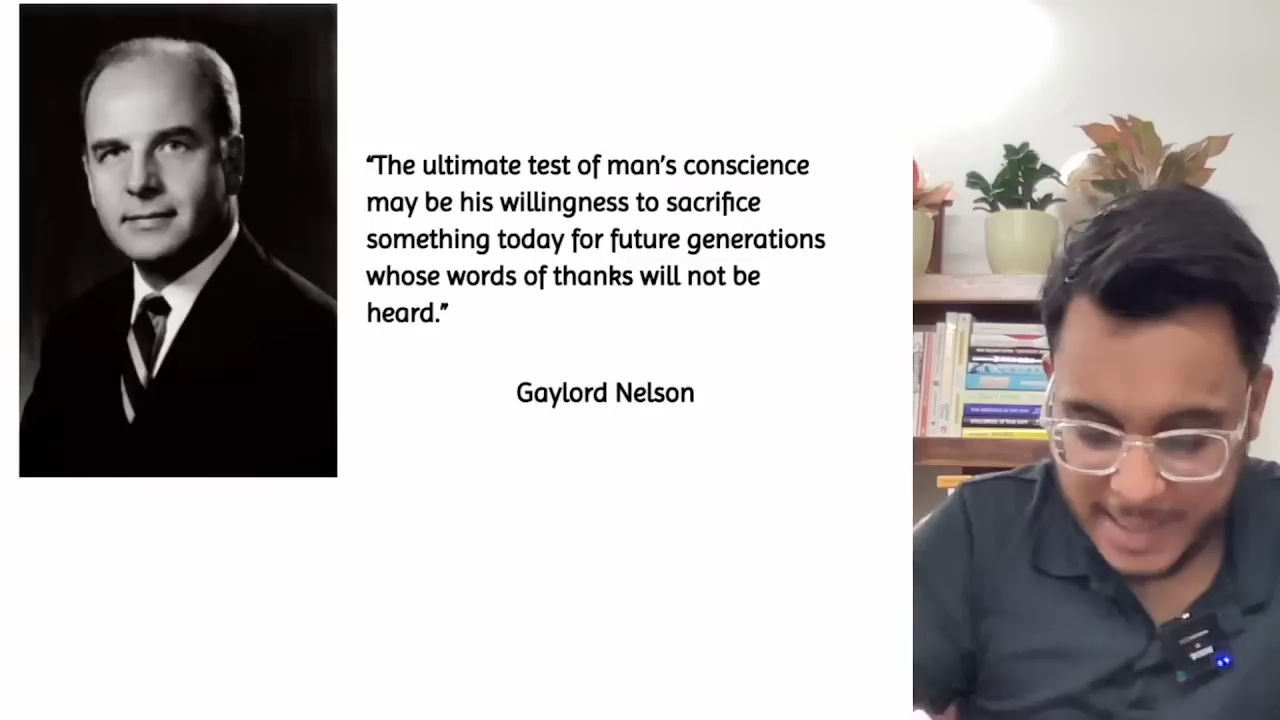 “The ultimate test of man’s conscience
may be his willingness to sacrifice
something today for future generations
whose words of thanks will not be
heard.”
Gaylord Nelson